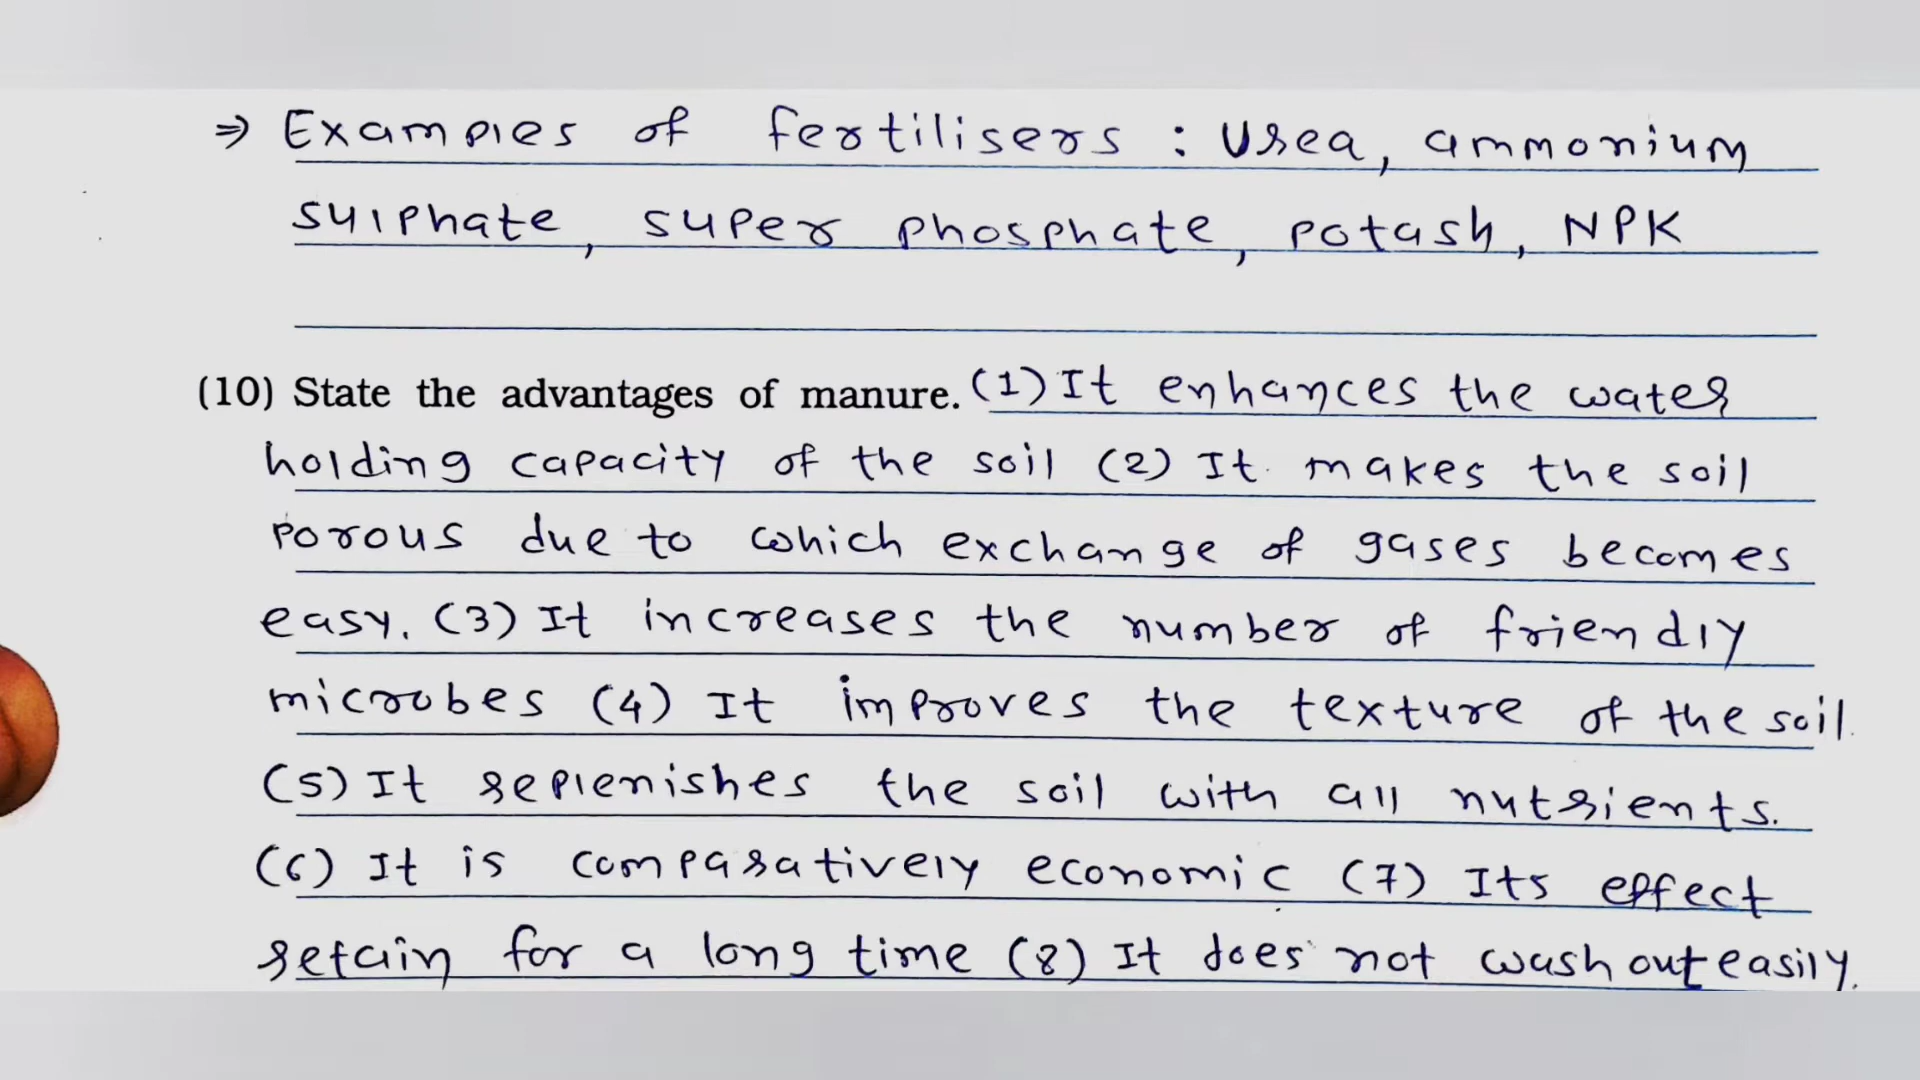 ⇒ Examples of fertilisers : Urea, ammonium
sulphate, super phosphate, potash, NPK
(10) State the advantages of manure. (1) It enhances the water
holding capacity of the soil (2) It makes the soil
porous due to which exchange of gases becomes
easy. (3) It increases the number of friendly
microbes (4) It improves the texture of the soil.
(5) It replenishes the soil with all nutrients.
(6) It is comparatively economic (7) Its effect
retain for a long time (8) It does not wash out easily.